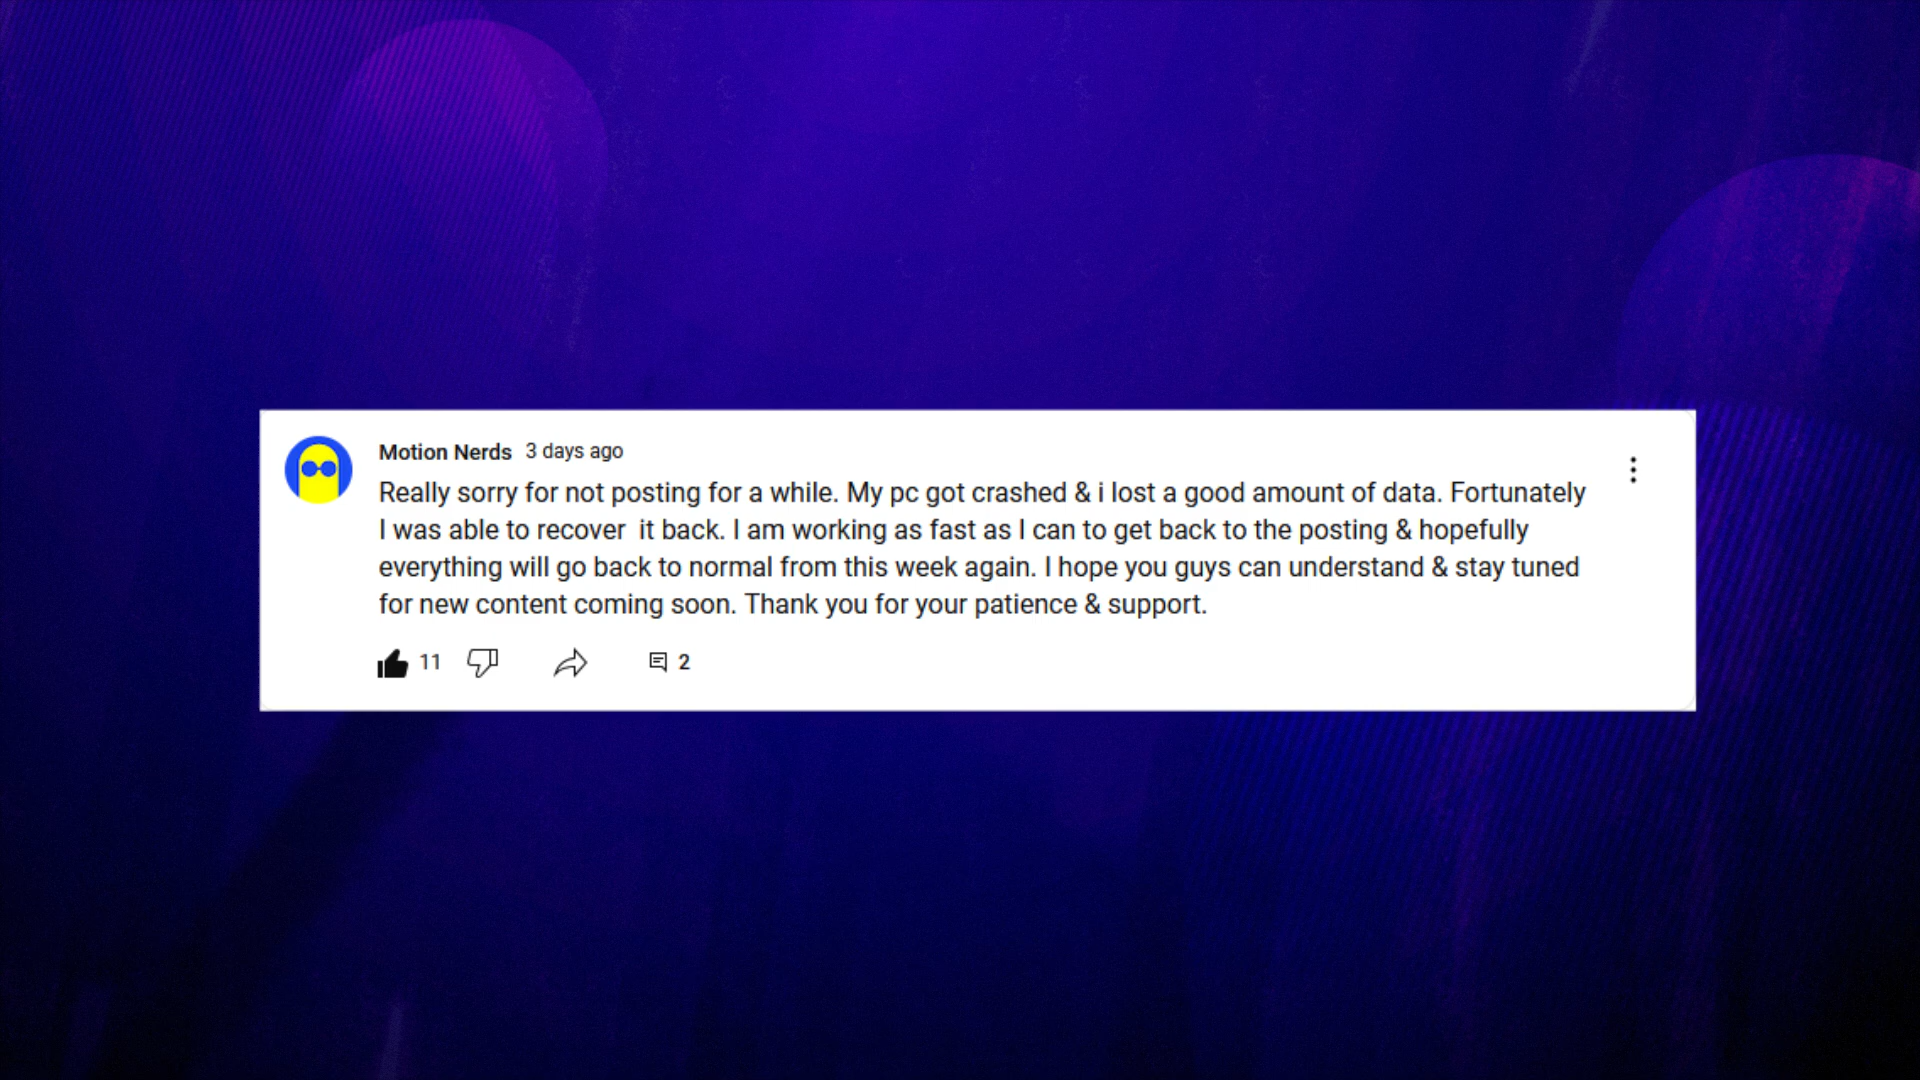 Motion Nerds 3 days ago
Really sorry for not posting for a while. My pc got crashed & i lost a good amount of data. Fortunately
I was able to recover  it back. I am working as fast as I can to get back to the posting & hopefully
everything will go back to normal from this week again. I hope you guys can understand & stay tuned
for new content coming soon. Thank you for your patience & support.
11 2